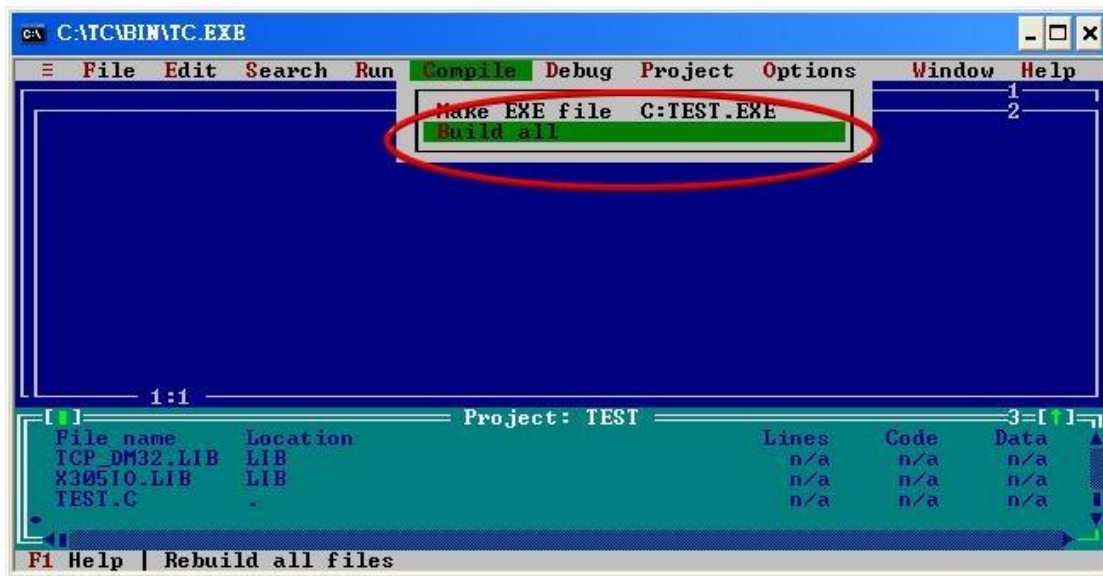 C:\TC\BIN\TC.EXE
≡ File Edit Search Run Compile Debug Project Options Window Help
1
Make EXE file C:TEST.EXE
2
Build all
1:1
Project: TEST
3=[↑]
File name Location Lines Code Data
TCP_DM32.LIB LIB n/a n/a n/a
X305IO.LIB LIB n/a n/a n/a
TEST.C . n/a n/a n/a
F1 Help | Rebuild all files